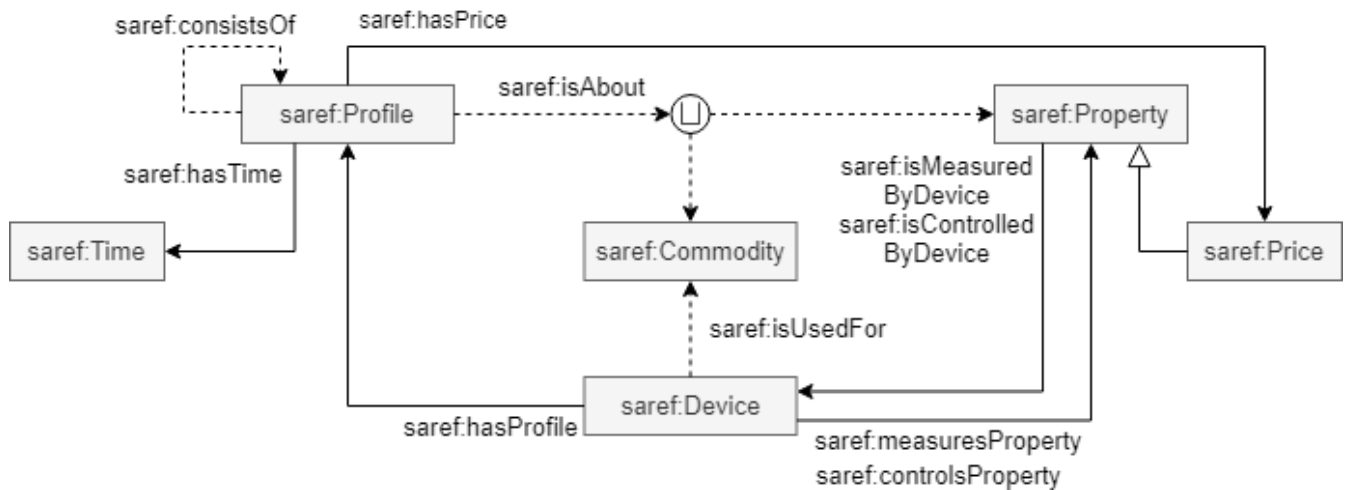 saref:consistsOf
saref:hasPrice
saref:Profile
saref:isAbout
saref:Property
saref:hasTime
saref:isMeasured
ByDevice
saref:isControlled
ByDevice
saref:Time
saref:Commodity
saref:Price
saref:isUsedFor
saref:Device
saref:hasProfile
saref:measuresProperty
saref:controlsProperty